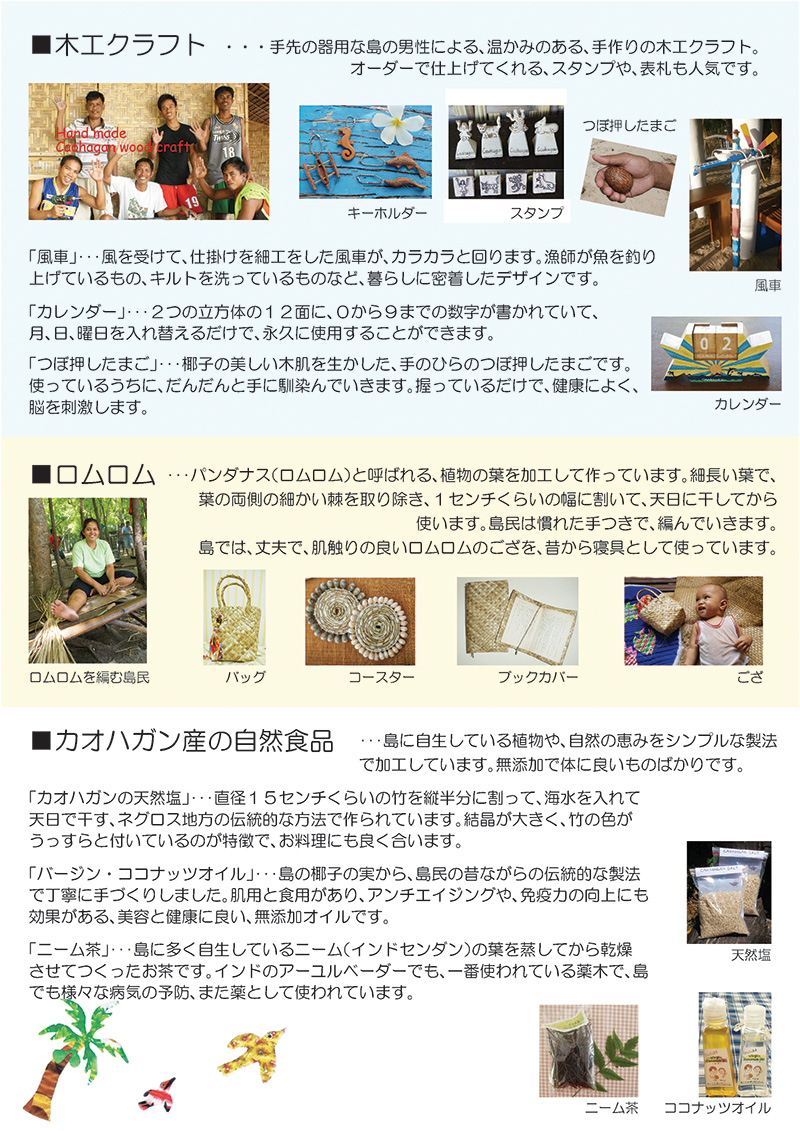 ■木工クラフト ・・・手先の器用な島の男性による、温かみのある、手作りの木工クラフト。
オーダーで仕上げてくれる、スタンプや、表札も人気です。
Hand made
Caohagan wood craft
キーホルダー
スタンプ
つぼ押したまご
風車
「風車」･･･風を受けて、仕掛けを細工をした風車が、カラカラと回ります。漁師が魚を釣り
上げているもの、キルトを洗っているものなど、暮らしに密着したデザインです。
「カレンダー」･･･２つの立方体の１２面に、０から９までの数字が書かれていて、
月、日、曜日を入れ替えるだけで、永久に使用することができます。
「つぼ押したまご」･･･椰子の美しい木肌を生かした、手のひらのつぼ押したまごです。
使っているうちに、だんだんと手に馴染んでいきます。握っているだけで、健康によく、
脳を刺激します。
0 2
カレンダー
■ロムロム ･･･パンダナス（ロムロム）と呼ばれる、植物の葉を加工して作っています。細長い葉で、
葉の両側の細かい棘を取り除き、１センチくらいの幅に割いて、天日に干してから
使います。島民は慣れた手つきで、編んでいきます。
島では、丈夫で、肌触りの良いロムロムのござを、昔から寝具として使っています。
ロムロムを編む島民
バッグ
コースター
ブックカバー
ござ
■カオハガン産の自然食品 ･･･島に自生している植物や、自然の恵みをシンプルな製法
で加工しています。無添加で体に良いものばかりです。
「カオハガンの天然塩」･･･直径１５センチくらいの竹を縦半分に割って、海水を入れて
天日で干す、ネグロス地方の伝統的な方法で作られています。結晶が大きく、竹の色が
うっすらと付いているのが特徴で、お料理にも良く合います。
「バージン・ココナッツオイル」･･･島の椰子の実から、島民の昔ながらの伝統的な製法
で丁寧に手づくりしました。肌用と食用があり、アンチエイジングや、免疫力の向上にも
効果がある、美容と健康に良い、無添加オイルです。
「ニーム茶」･･･島に多く自生しているニーム（インドセンダン）の葉を蒸してから乾燥
させてつくったお茶です。インドのアーユルベーダーでも、一番使われている薬木で、島
でも様々な病気の予防、また薬として使われています。
天然塩
ニーム茶
ココナッツオイル